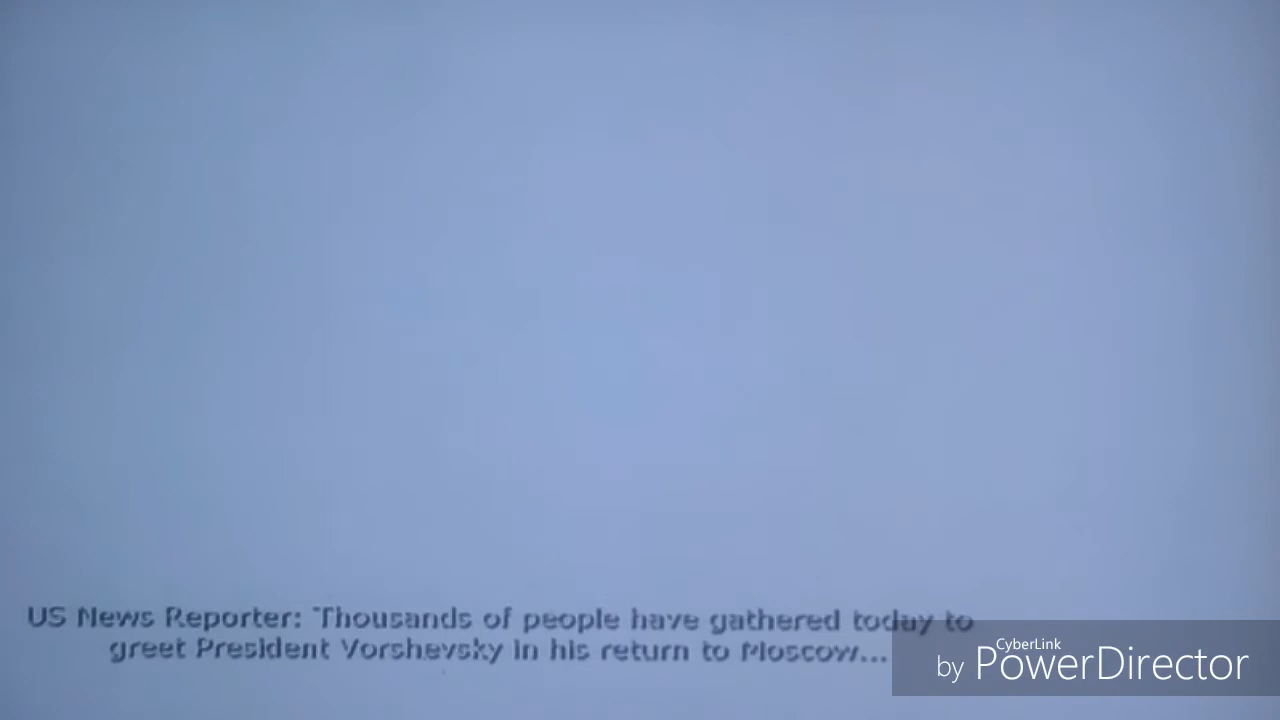 US News Reporter: Thousands of people have gathered today to
greet President Vorshevsky in his return to Moscow...
CyberLink
by PowerDirector